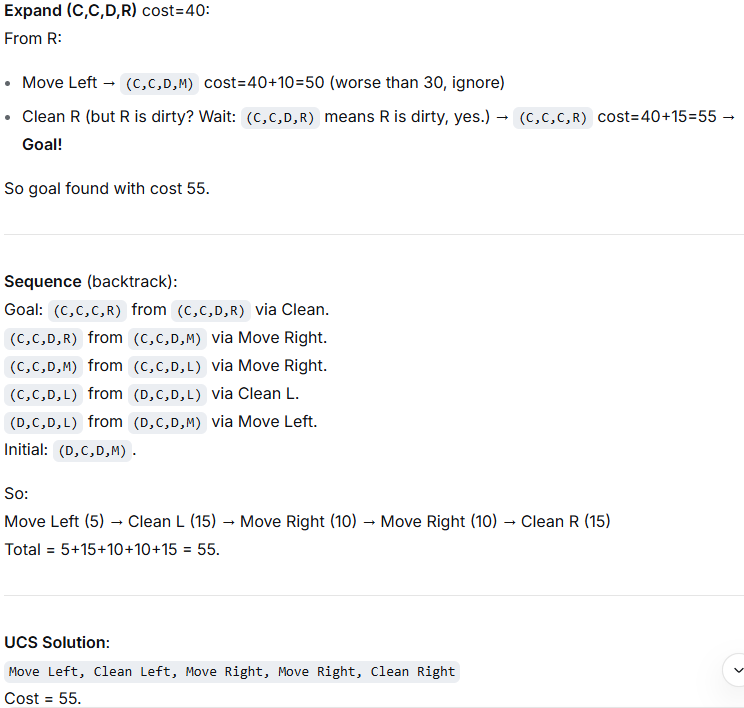 Expand (C,C,D,R) cost=40:
From R:
• Move Left → (C,C,D,M) cost=40+10=50 (worse than 30, ignore)
• Clean R (but R is dirty? Wait: (C,C,D,R) means R is dirty, yes.) → (C,C,C,R) cost=40+15=55 →
Goal!
So goal found with cost 55.
Sequence (backtrack):
Goal: (C,C,C,R) from (C,C,D,R) via Clean.
(C,C,D,R) from (C,C,D,M) via Move Right.
(C,C,D,M) from (C,C,D,L) via Move Right.
(C,C,D,L) from (D,C,D,L) via Clean L.
(D,C,D,L) from (D,C,D,M) via Move Left.
Initial: (D,C,D,M).
So:
Move Left (5) → Clean L (15) → Move Right (10) → Move Right (10) → Clean R (15)
Total = 5+15+10+10+15 = 55.
UCS Solution:
Move Left, Clean Left, Move Right, Move Right, Clean Right
Cost = 55.